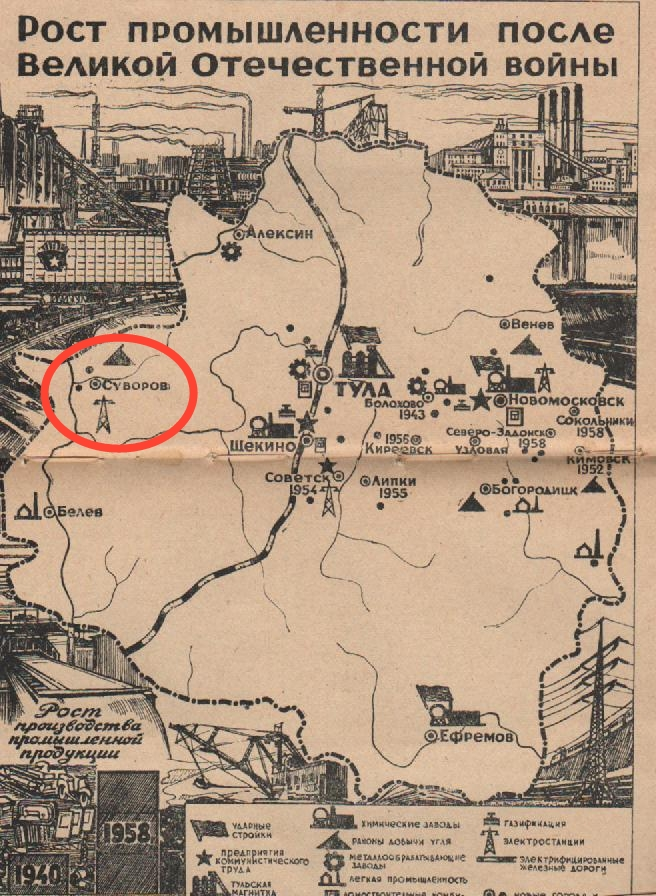 Рост промышленности после
Великой Отечественной войны
Алексин
Венев
Суворов
Тула
Болохово
1943
Новомосковск
Сокольники
1958
Щекино
1956
Киреевск
Северо-Задонск
1958
Узловая
Кимовск
1952
Советск
1954
Липки
1955
Богородицк
Белев
Ефремов
Рост
производства
промышленной
продукции
1958
1940
ударные
стройки
предприятия
коммунистического
труда
тульская
магнитка
химические заводы
районы добычи угля
металлообрабатывающие
заводы
легкая промышленность
газификация
электростанции
электрифицированные
железные дороги